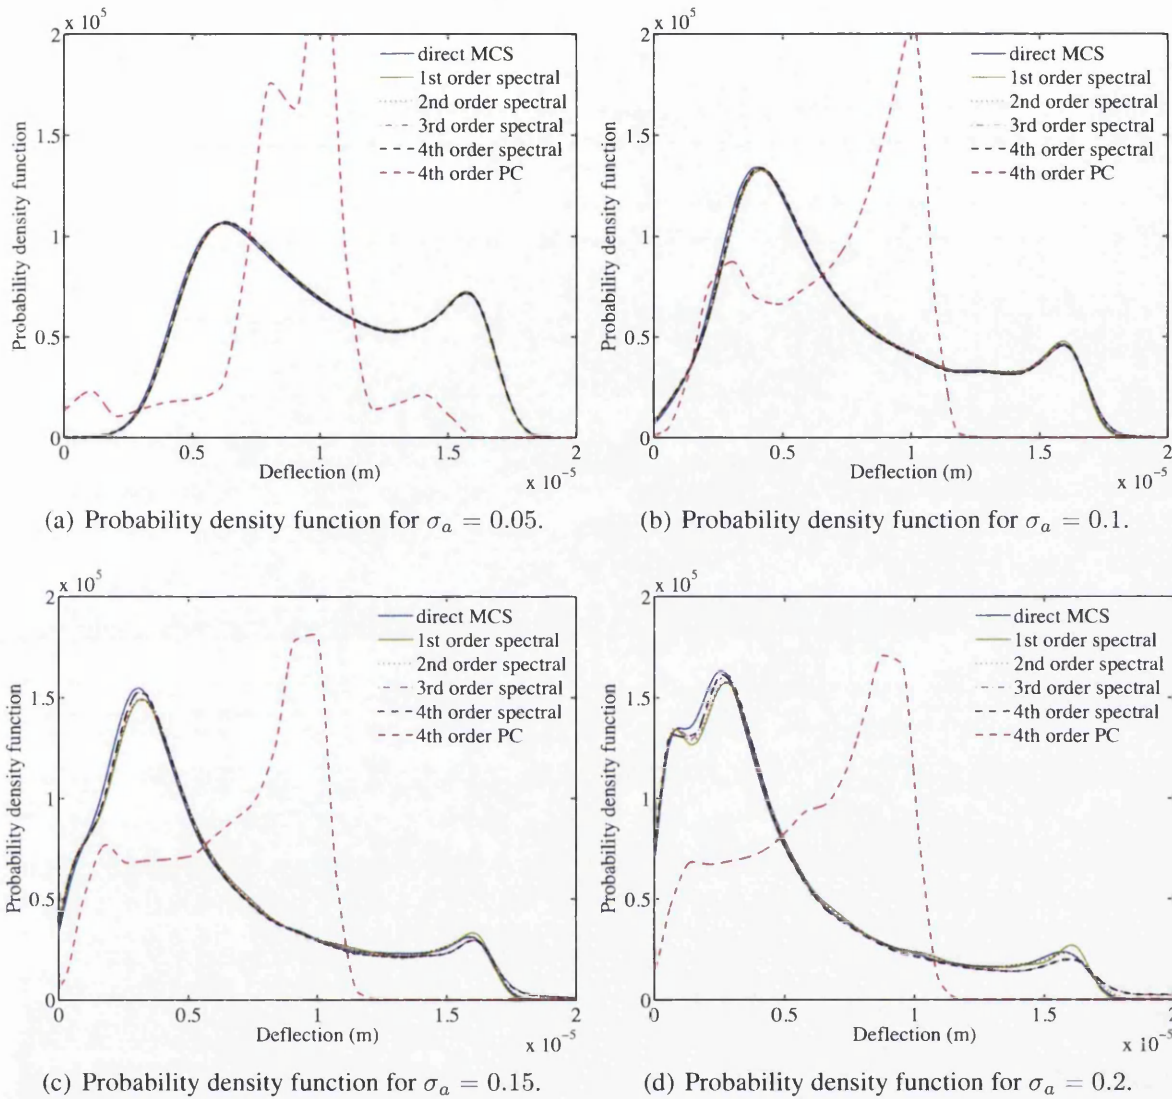 x 10^5
2
1.5
1
0.5
0
Probability density function
direct MCS
1st order spectral
2nd order spectral
3rd order spectral
4th order spectral
4th order PC
0
0.5
1
1.5
2
Deflection (m)
x 10^-5
(a) Probability density function for σ_a = 0.05.
x 10^5
2
1.5
1
0.5
0
Probability density function
direct MCS
1st order spectral
2nd order spectral
3rd order spectral
4th order spectral
4th order PC
0
0.5
1
1.5
2
Deflection (m)
x 10^-5
(b) Probability density function for σ_a = 0.1.
x 10^5
2
1.5
1
0.5
0
Probability density function
direct MCS
1st order spectral
2nd order spectral
3rd order spectral
4th order spectral
4th order PC
0
0.5
1
1.5
2
Deflection (m)
x 10^-5
(c) Probability density function for σ_a = 0.15.
x 10^5
2
1.5
1
0.5
0
Probability density function
direct MCS
1st order spectral
2nd order spectral
3rd order spectral
4th order spectral
4th order PC
0
0.5
1
1.5
2
Deflection (m)
x 10^-5
(d) Probability density function for σ_a = 0.2.